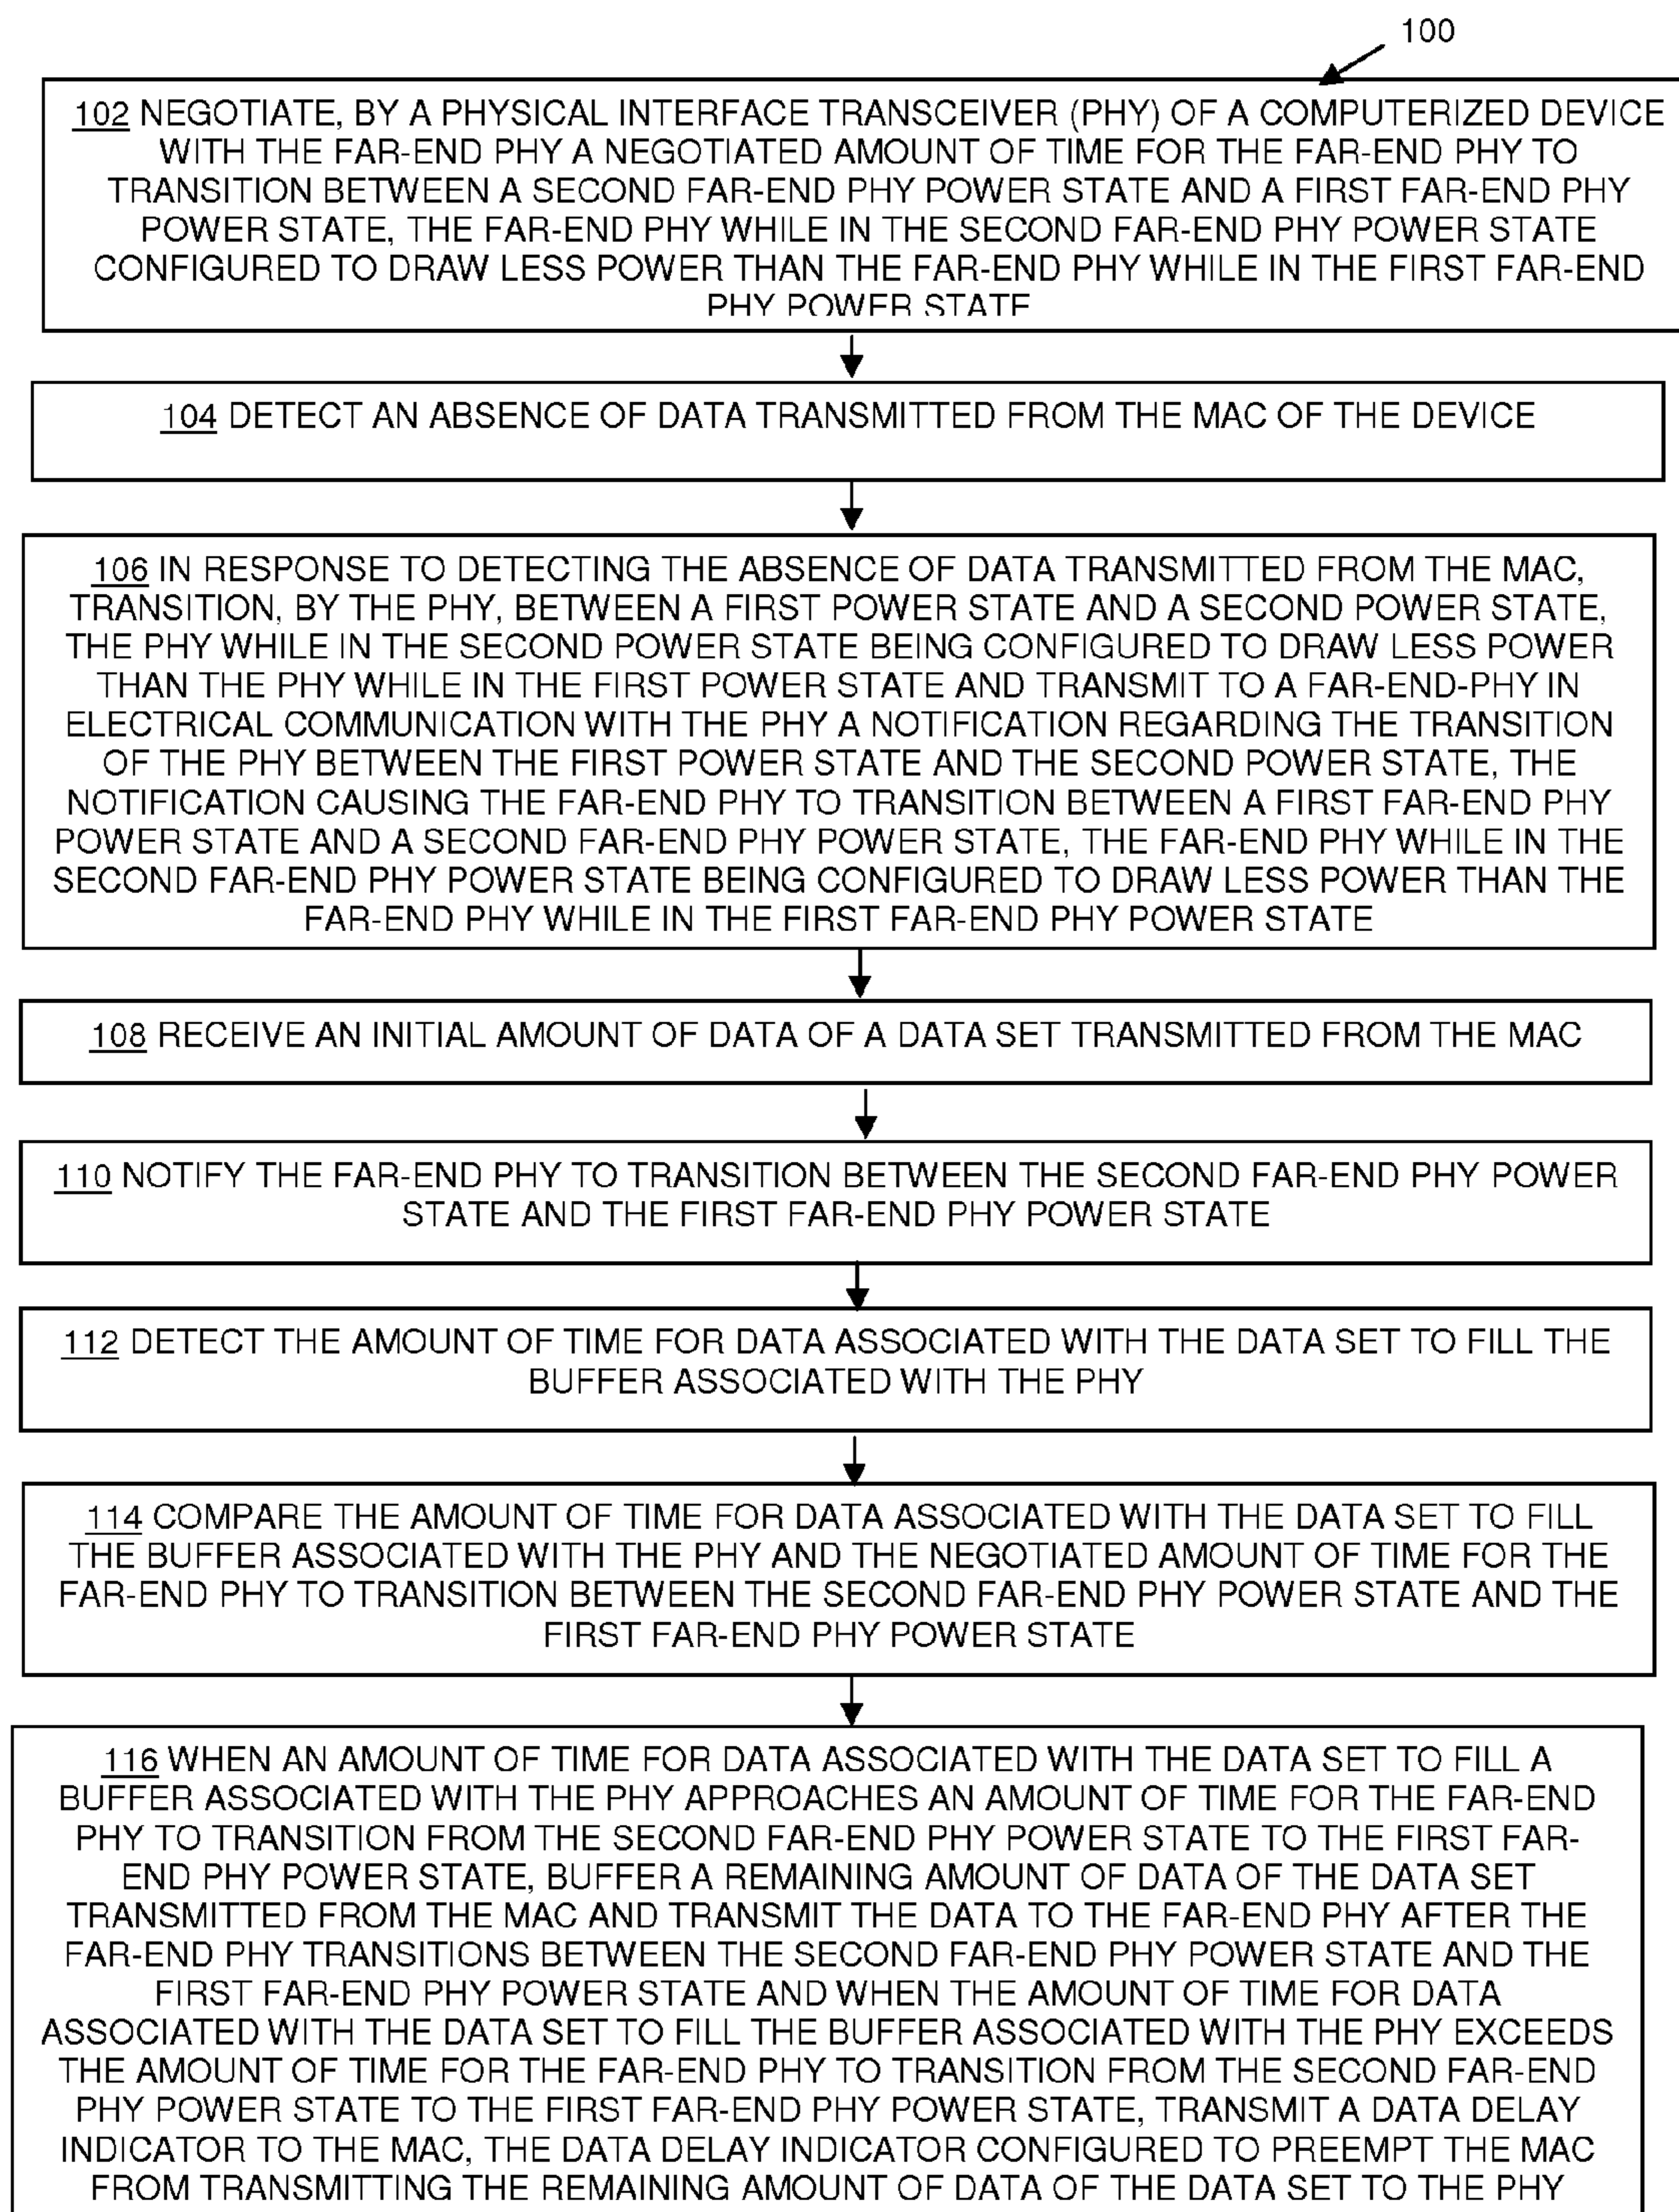 100
102 NEGOTIATE, BY A PHYSICAL INTERFACE TRANSCEIVER (PHY) OF A COMPUTERIZED DEVICE
WITH THE FAR-END PHY A NEGOTIATED AMOUNT OF TIME FOR THE FAR-END PHY TO
TRANSITION BETWEEN A SECOND FAR-END PHY POWER STATE AND A FIRST FAR-END PHY
POWER STATE, THE FAR-END PHY WHILE IN THE SECOND FAR-END PHY POWER STATE
CONFIGURED TO DRAW LESS POWER THAN THE FAR-END PHY WHILE IN THE FIRST FAR-END
PHY POWER STATE
104 DETECT AN ABSENCE OF DATA TRANSMITTED FROM THE MAC OF THE DEVICE
106 IN RESPONSE TO DETECTING THE ABSENCE OF DATA TRANSMITTED FROM THE MAC,
TRANSITION, BY THE PHY, BETWEEN A FIRST POWER STATE AND A SECOND POWER STATE,
THE PHY WHILE IN THE SECOND POWER STATE BEING CONFIGURED TO DRAW LESS POWER
THAN THE PHY WHILE IN THE FIRST POWER STATE AND TRANSMIT TO A FAR-END-PHY IN
ELECTRICAL COMMUNICATION WITH THE PHY A NOTIFICATION REGARDING THE TRANSITION
OF THE PHY BETWEEN THE FIRST POWER STATE AND THE SECOND POWER STATE, THE
NOTIFICATION CAUSING THE FAR-END PHY TO TRANSITION BETWEEN A FIRST FAR-END PHY
POWER STATE AND A SECOND FAR-END PHY POWER STATE, THE FAR-END PHY WHILE IN THE
SECOND FAR-END PHY POWER STATE BEING CONFIGURED TO DRAW LESS POWER THAN THE
FAR-END PHY WHILE IN THE FIRST FAR-END PHY POWER STATE
108 RECEIVE AN INITIAL AMOUNT OF DATA OF A DATA SET TRANSMITTED FROM THE MAC
110 NOTIFY THE FAR-END PHY TO TRANSITION BETWEEN THE SECOND FAR-END PHY POWER
STATE AND THE FIRST FAR-END PHY POWER STATE
112 DETECT THE AMOUNT OF TIME FOR DATA ASSOCIATED WITH THE DATA SET TO FILL THE
BUFFER ASSOCIATED WITH THE PHY
114 COMPARE THE AMOUNT OF TIME FOR DATA ASSOCIATED WITH THE DATA SET TO FILL
THE BUFFER ASSOCIATED WITH THE PHY AND THE NEGOTIATED AMOUNT OF TIME FOR THE
FAR-END PHY TO TRANSITION BETWEEN THE SECOND FAR-END PHY POWER STATE AND THE
FIRST FAR-END PHY POWER STATE
116 WHEN AN AMOUNT OF TIME FOR DATA ASSOCIATED WITH THE DATA SET TO FILL A
BUFFER ASSOCIATED WITH THE PHY APPROACHES AN AMOUNT OF TIME FOR THE FAR-END
PHY TO TRANSITION FROM THE SECOND FAR-END PHY POWER STATE TO THE FIRST FAR-
END PHY POWER STATE, BUFFER A REMAINING AMOUNT OF DATA OF THE DATA SET
TRANSMITTED FROM THE MAC AND TRANSMIT THE DATA TO THE FAR-END PHY AFTER THE
FAR-END PHY TRANSITIONS BETWEEN THE SECOND FAR-END PHY POWER STATE AND THE
FIRST FAR-END PHY POWER STATE AND WHEN THE AMOUNT OF TIME FOR DATA
ASSOCIATED WITH THE DATA SET TO FILL THE BUFFER ASSOCIATED WITH THE PHY EXCEEDS
THE AMOUNT OF TIME FOR THE FAR-END PHY TO TRANSITION FROM THE SECOND FAR-END
PHY POWER STATE TO THE FIRST FAR-END PHY POWER STATE, TRANSMIT A DATA DELAY
INDICATOR TO THE MAC, THE DATA DELAY INDICATOR CONFIGURED TO PREEMPT THE MAC
FROM TRANSMITTING THE REMAINING AMOUNT OF DATA OF THE DATA SET TO THE PHY